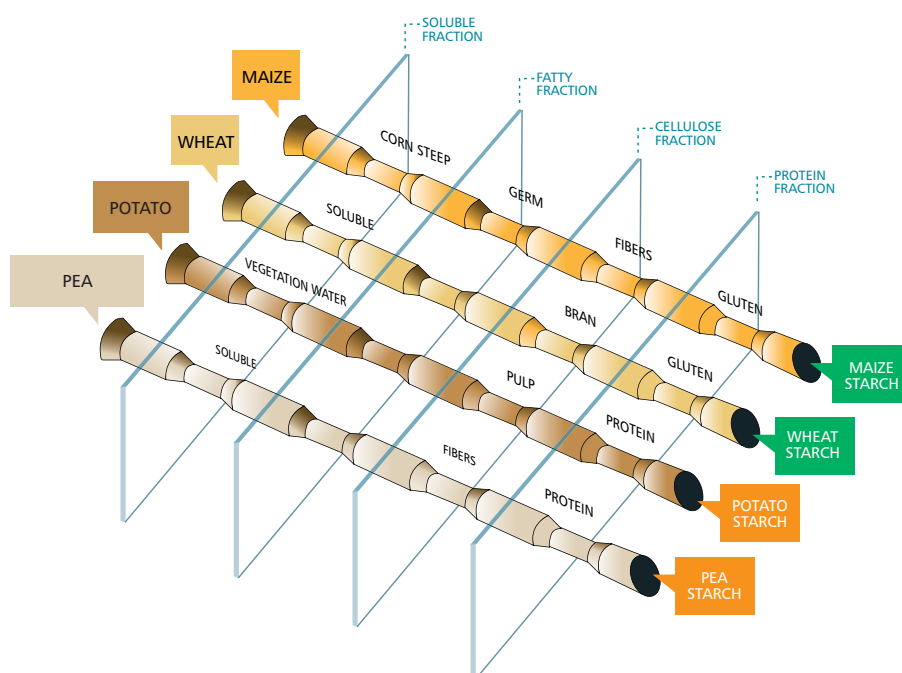 SOLUBLE
FRACTION
FATTY
FRACTION
CELLULOSE
FRACTION
PROTEIN
FRACTION
MAIZE
CORN STEEP
GERM
FIBERS
GLUTEN
MAIZE
STARCH
WHEAT
SOLUBLE
BRAN
GLUTEN
WHEAT
STARCH
POTATO
VEGETATION WATER
PULP
PROTEIN
POTATO
STARCH
PEA
SOLUBLE
FIBERS
PROTEIN
PEA
STARCH